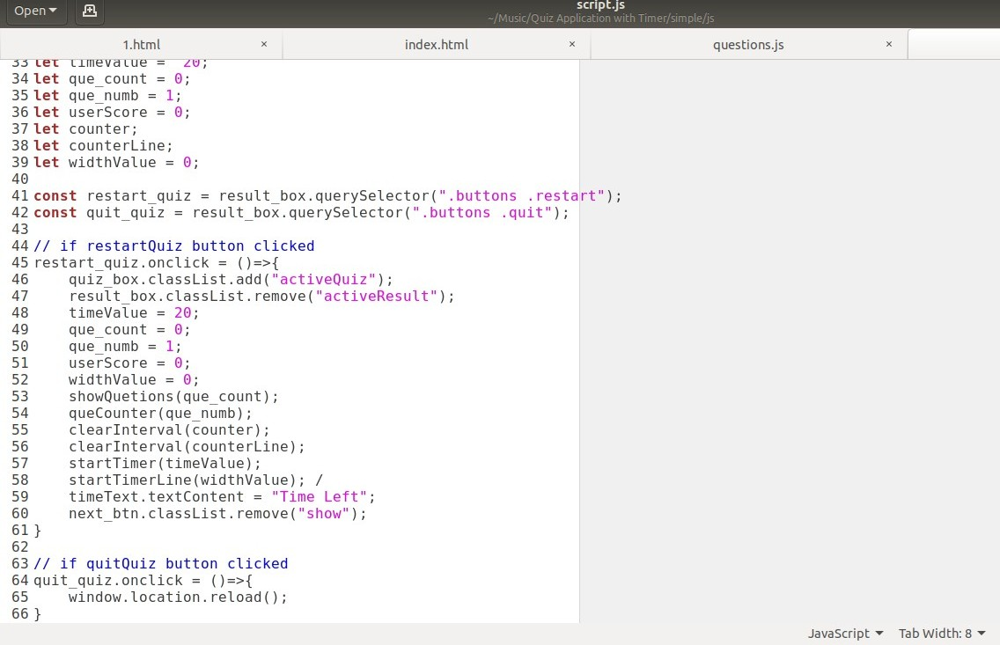 Open
script.js
~/Music/Quiz Application with Timer/simple/js
1.html × index.html × questions.js ×
33 let timeValue =  20;
34 let que_count = 0;
35 let que_numb = 1;
36 let userScore = 0;
37 let counter;
38 let counterLine;
39 let widthValue = 0;
40
41 const restart_quiz = result_box.querySelector(".buttons .restart");
42 const quit_quiz = result_box.querySelector(".buttons .quit");
43
44 // if restartQuiz button clicked
45 restart_quiz.onclick = ()=>{
46     quiz_box.classList.add("activeQuiz");
47     result_box.classList.remove("activeResult");
48     timeValue = 20;
49     que_count = 0;
50     que_numb = 1;
51     userScore = 0;
52     widthValue = 0;
53     showQuetions(que_count);
54     queCounter(que_numb);
55     clearInterval(counter);
56     clearInterval(counterLine);
57     startTimer(timeValue);
58     startTimerLine(widthValue); /
59     timeText.textContent = "Time Left";
60     next_btn.classList.remove("show");
61 }
62
63 // if quitQuiz button clicked
64 quit_quiz.onclick = ()=>{
65     window.location.reload();
66 }
JavaScript Tab Width: 8